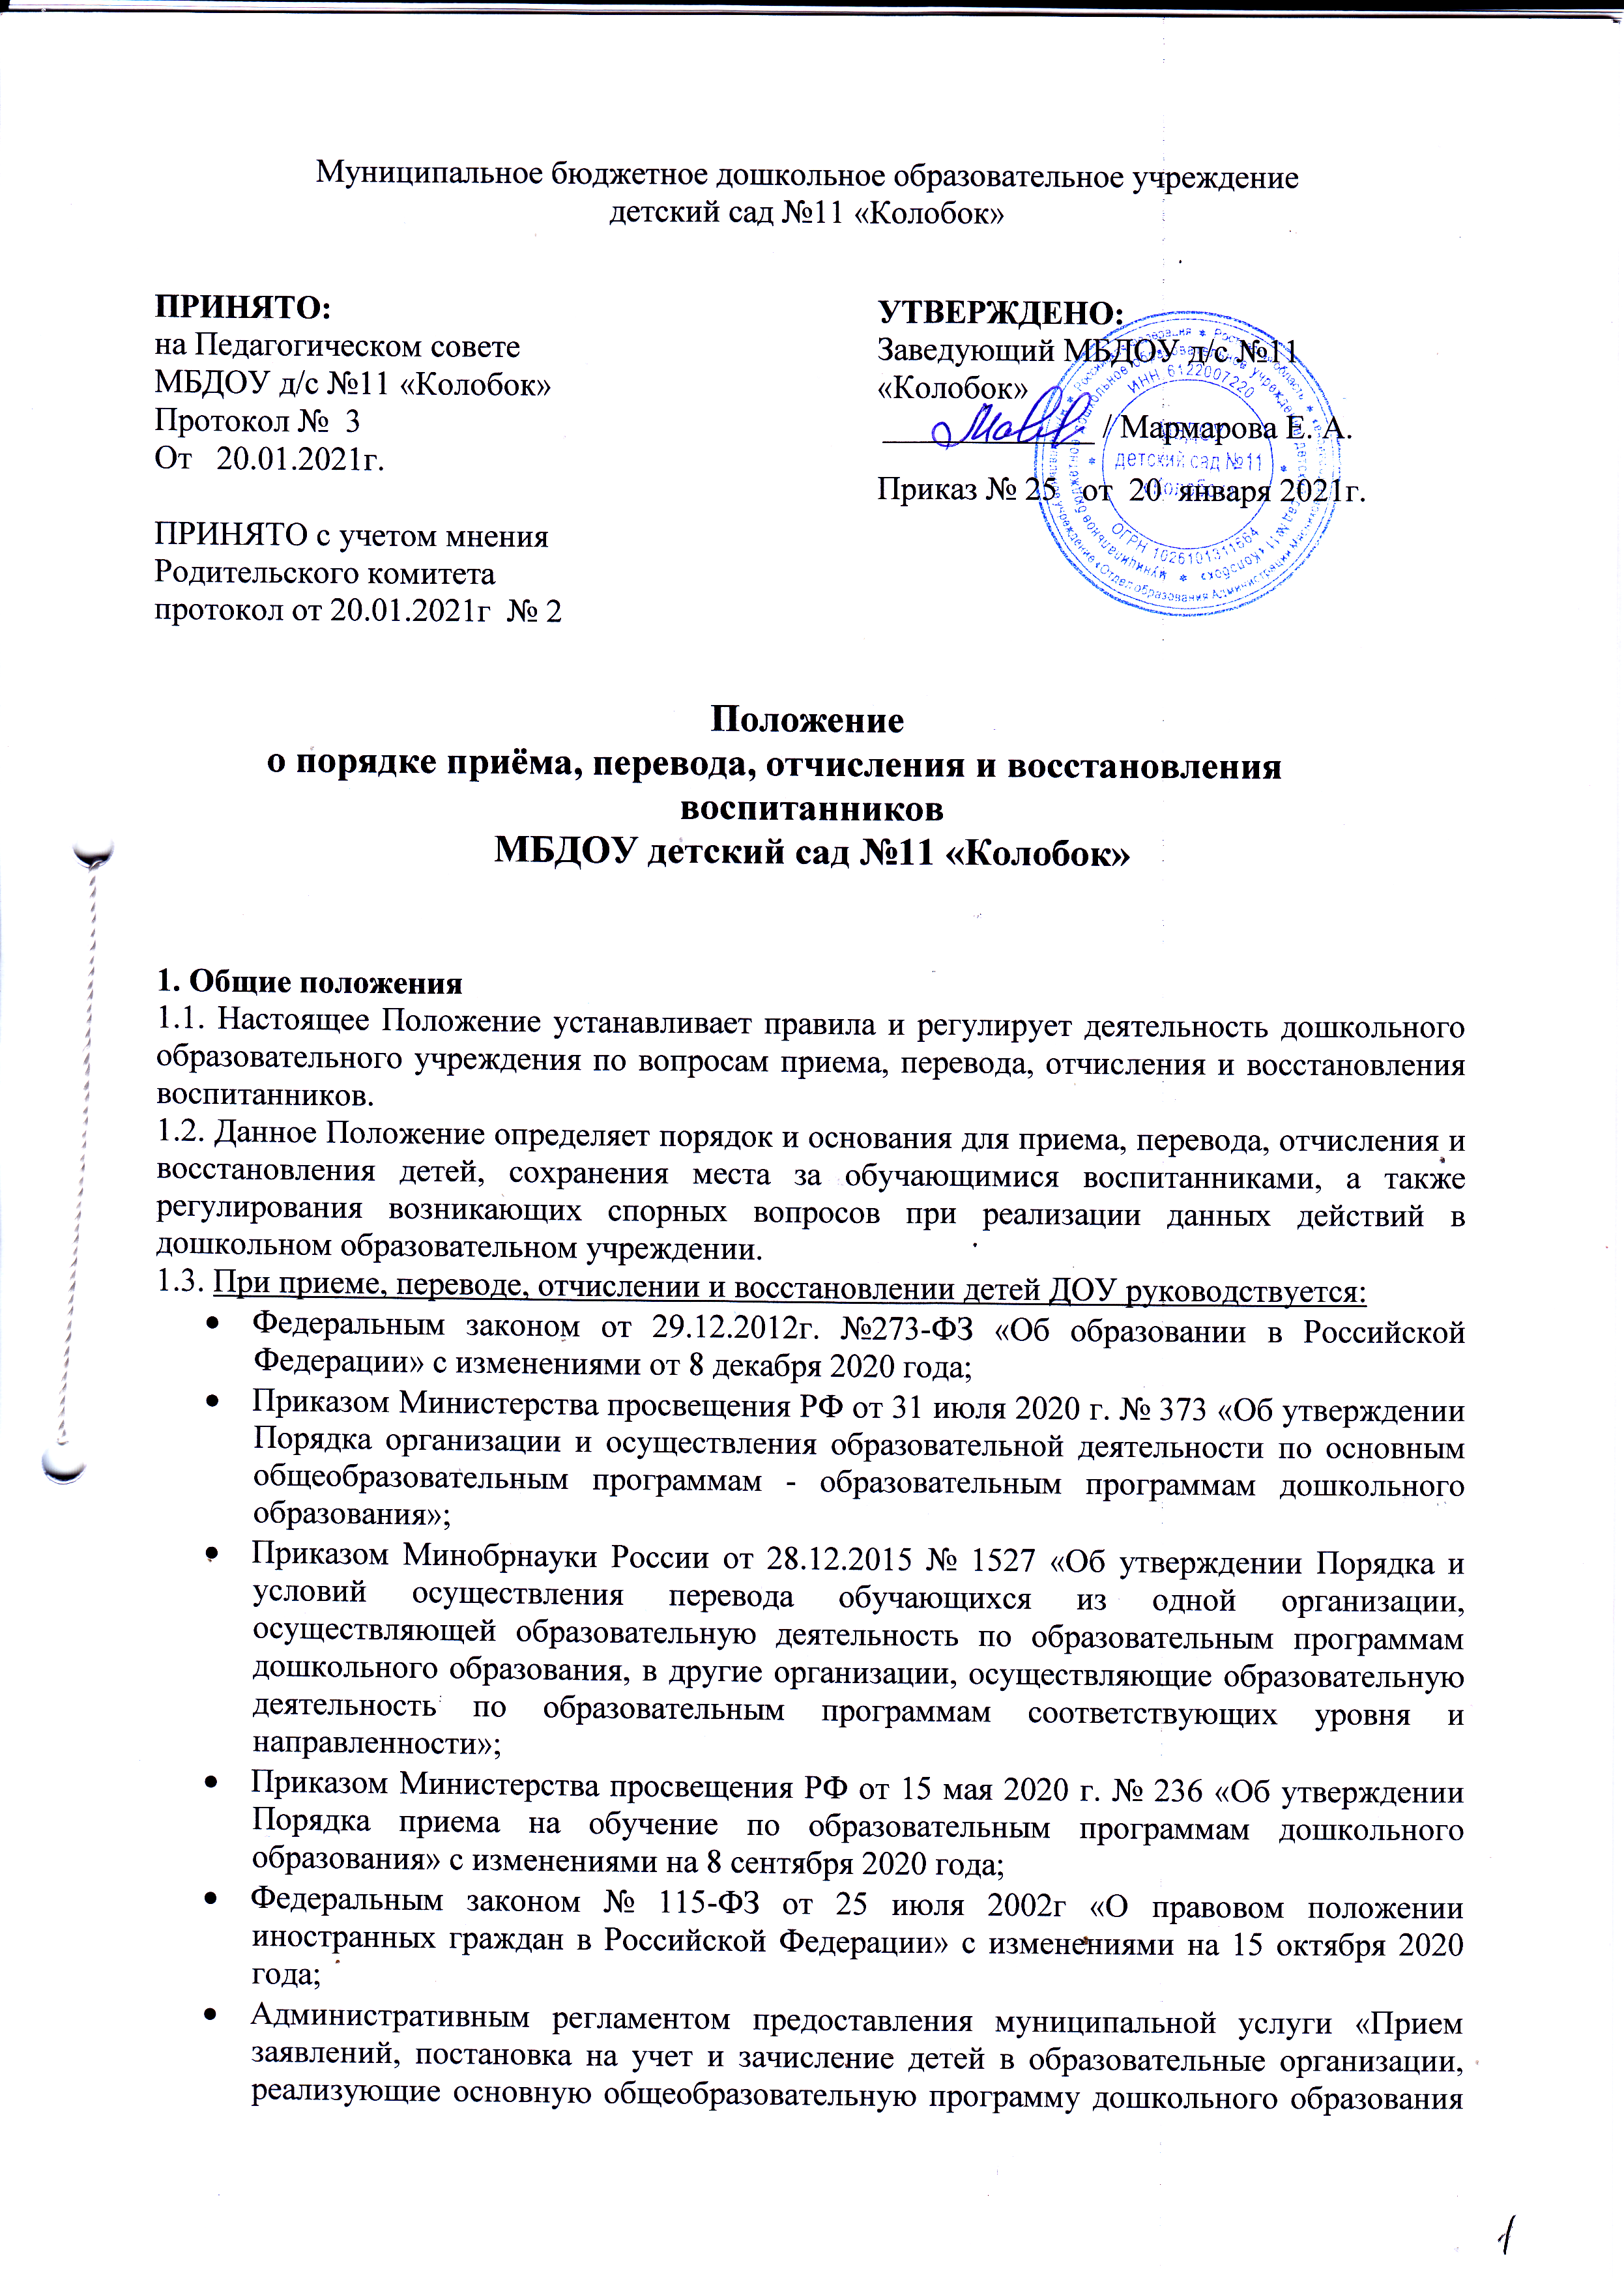 Муниципальное бюджетное дошкольное образовательное учреждение
детский сад №11 «Колобок»
ПРИНЯТО:
на Педагогическом совете
МБДОУ д/с №11 «Колобок»
Протокол № 3
От 20.01.2021г.
ПРИНЯТО с учетом мнения
Родительского комитета
протокол от 20.01.2021г № 2
УТВЕРЖДЕНО:
Заведующий МБДОУ д/с №11
«Колобок»
/ Мармарова Е. А.
Приказ № 25 от 20 января 2021г.
ИНН 6122007220
детский сад №11
ОГРН 1026101311664
Положение
о порядке приёма, перевода, отчисления и восстановления
воспитанников
МБДОУ детский сад №11 «Колобок»
1. Общие положения
1.1. Настоящее Положение устанавливает правила и регулирует деятельность дошкольного
образовательного учреждения по вопросам приема, перевода, отчисления и восстановления
воспитанников.
1.2. Данное Положение определяет порядок и основания для приема, перевода, отчисления и
восстановления детей, сохранения места за обучающимися воспитанниками, а также
регулирования возникающих спорных вопросов при реализации данных действий в
дошкольном образовательном учреждении.
1.3. При приеме, переводе, отчислении и восстановлении детей ДОУ руководствуется:
• Федеральным законом от 29.12.2012г. №273-ФЗ «Об образовании в Российской
Федерации» с изменениями от 8 декабря 2020 года;
• Приказом Министерства просвещения РФ от 31 июля 2020 г. № 373 «Об утверждении
Порядка организации и осуществления образовательной деятельности по основным
общеобразовательным программам - образовательным программам дошкольного
образования»;
• Приказом Минобрнауки России от 28.12.2015 № 1527 «Об утверждении Порядка и
условий осуществления перевода обучающихся из одной организации,
осуществляющей образовательную деятельность по образовательным программам
дошкольного образования, в другие организации, осуществляющие образовательную
деятельность по образовательным программам соответствующих уровня и
направленности»;
• Приказом Министерства просвещения РФ от 15 мая 2020 г. № 236 «Об утверждении
Порядка приема на обучение по образовательным программам дошкольного
образования» с изменениями на 8 сентября 2020 года;
• Федеральным законом № 115-ФЗ от 25 июля 2002г «О правовом положении
иностранных граждан в Российской Федерации» с изменениями на 15 октября 2020
года;
• Административным регламентом предоставления муниципальной услуги «Прием
заявлений, постановка на учет и зачисление детей в образовательные организации,
реализующие основную общеобразовательную программу дошкольного образования
1